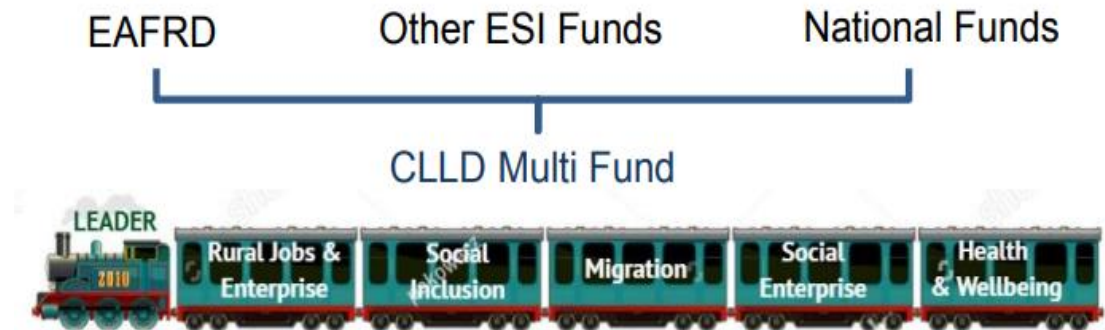 EAFRD Other ESI Funds National Funds
CLLD Multi Fund
LEADER
2010
Rural Jobs &
Enterprise
Social
Inclusion
Migration
Social
Enterprise
Health
& Wellbeing